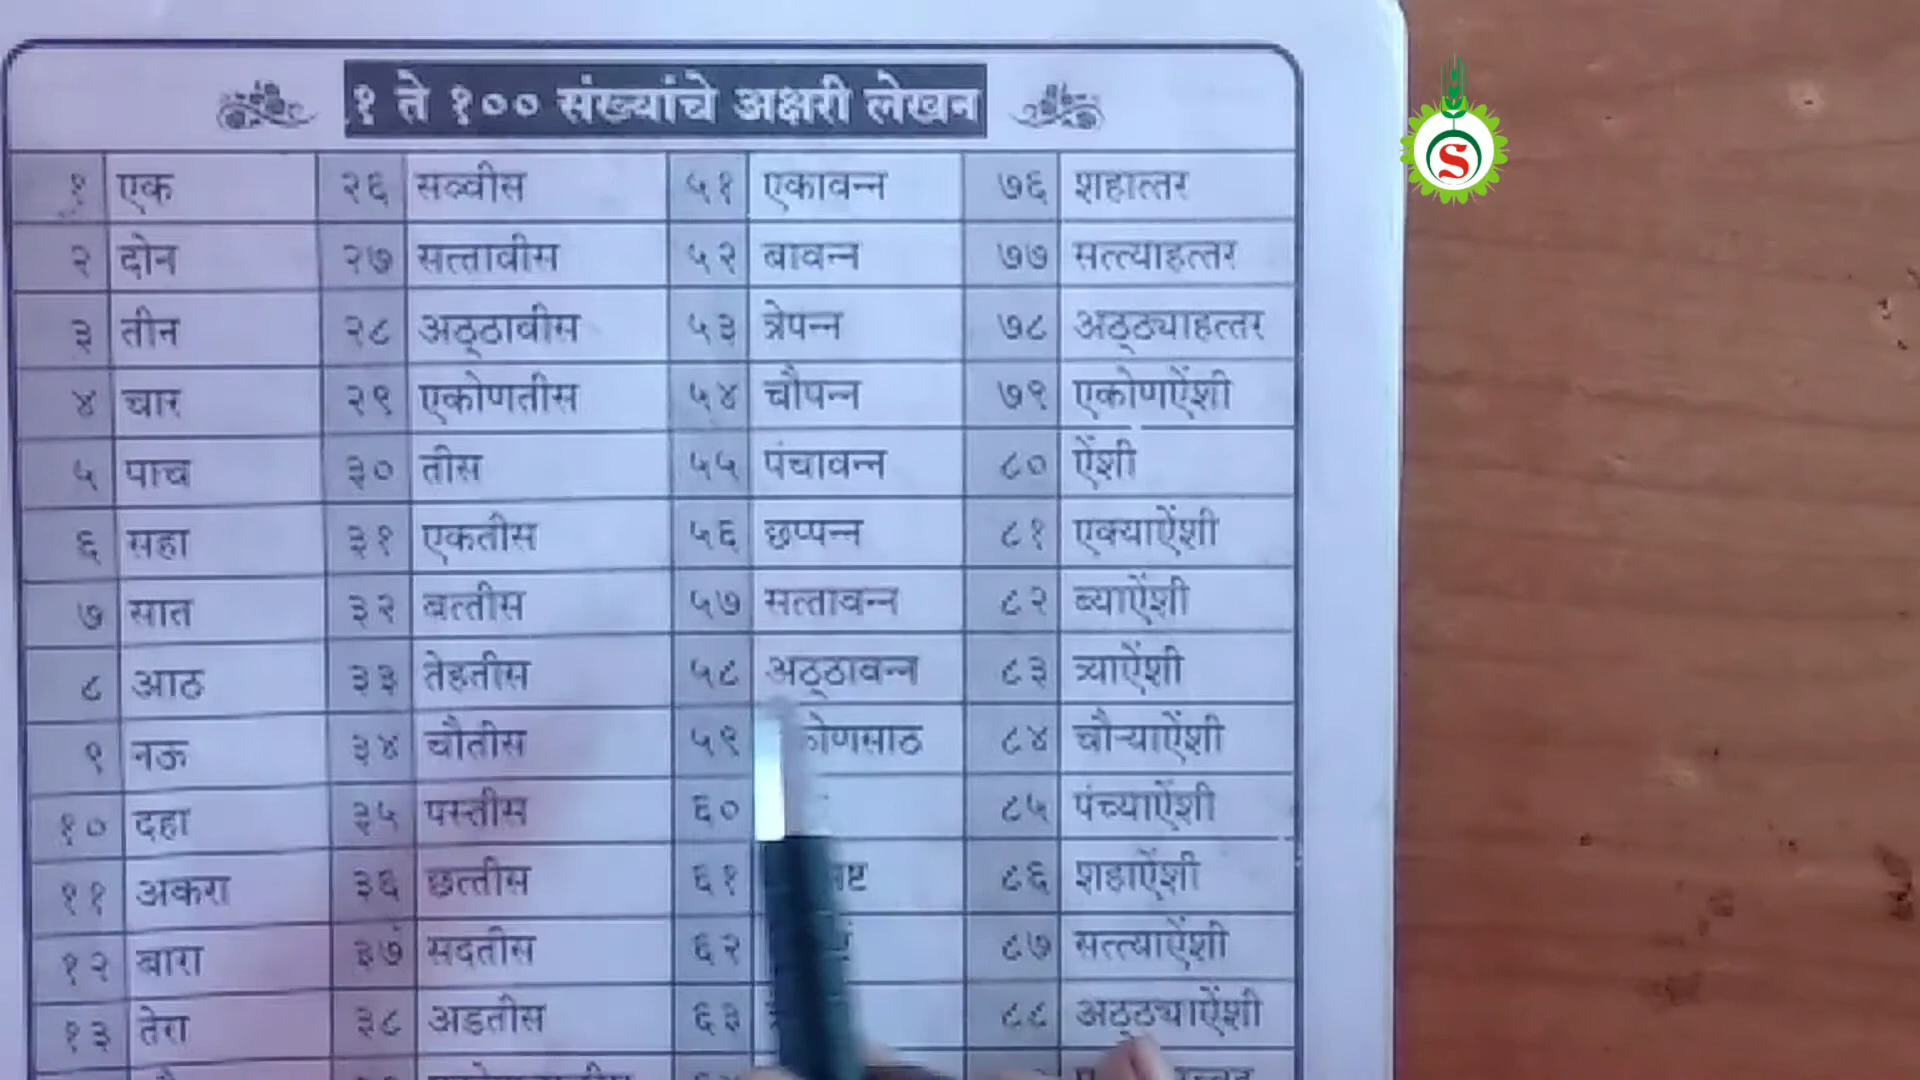 १ ते १०० संख्यांचे अक्षरी लेखन
१ एक २६ सव्वीस ५१ एकावन्न ७६ शहात्तर
२ दोन २७ सत्तावीस ५२ बावन्न ७७ सत्त्याहत्तर
३ तीन २८ अठ्ठावीस ५३ त्रेपन्न ७८ अठ्ठ्याहत्तर
४ चार २९ एकोणतीस ५४ चौपन्न ७९ एकोणऐंशी
५ पाच ३० तीस ५५ पंचावन्न ८० ऐंशी
६ सहा ३१ एकतीस ५६ छप्पन्न ८१ एक्याऐंशी
७ सात ३२ बत्तीस ५७ सत्तावन्न ८२ ब्याऐंशी
८ आठ ३३ तेहतीस ५८ अठ्ठावन्न ८३ त्र्याऐंशी
९ नऊ ३४ चौतीस ५९ ८४ चौऱ्याऐंशी
१० दहा ३५ पस्तीस ६० ८५ पंच्याऐंशी
११ अकरा ३६ छत्तीस ६१ ८६ शहाऐंशी
१२ बारा ३७ सदतीस ६२ ८७ सत्त्याऐंशी
१३ तेरा ३८ अडतीस ६३ ८८ अठ्ठ्याऐंशी
S